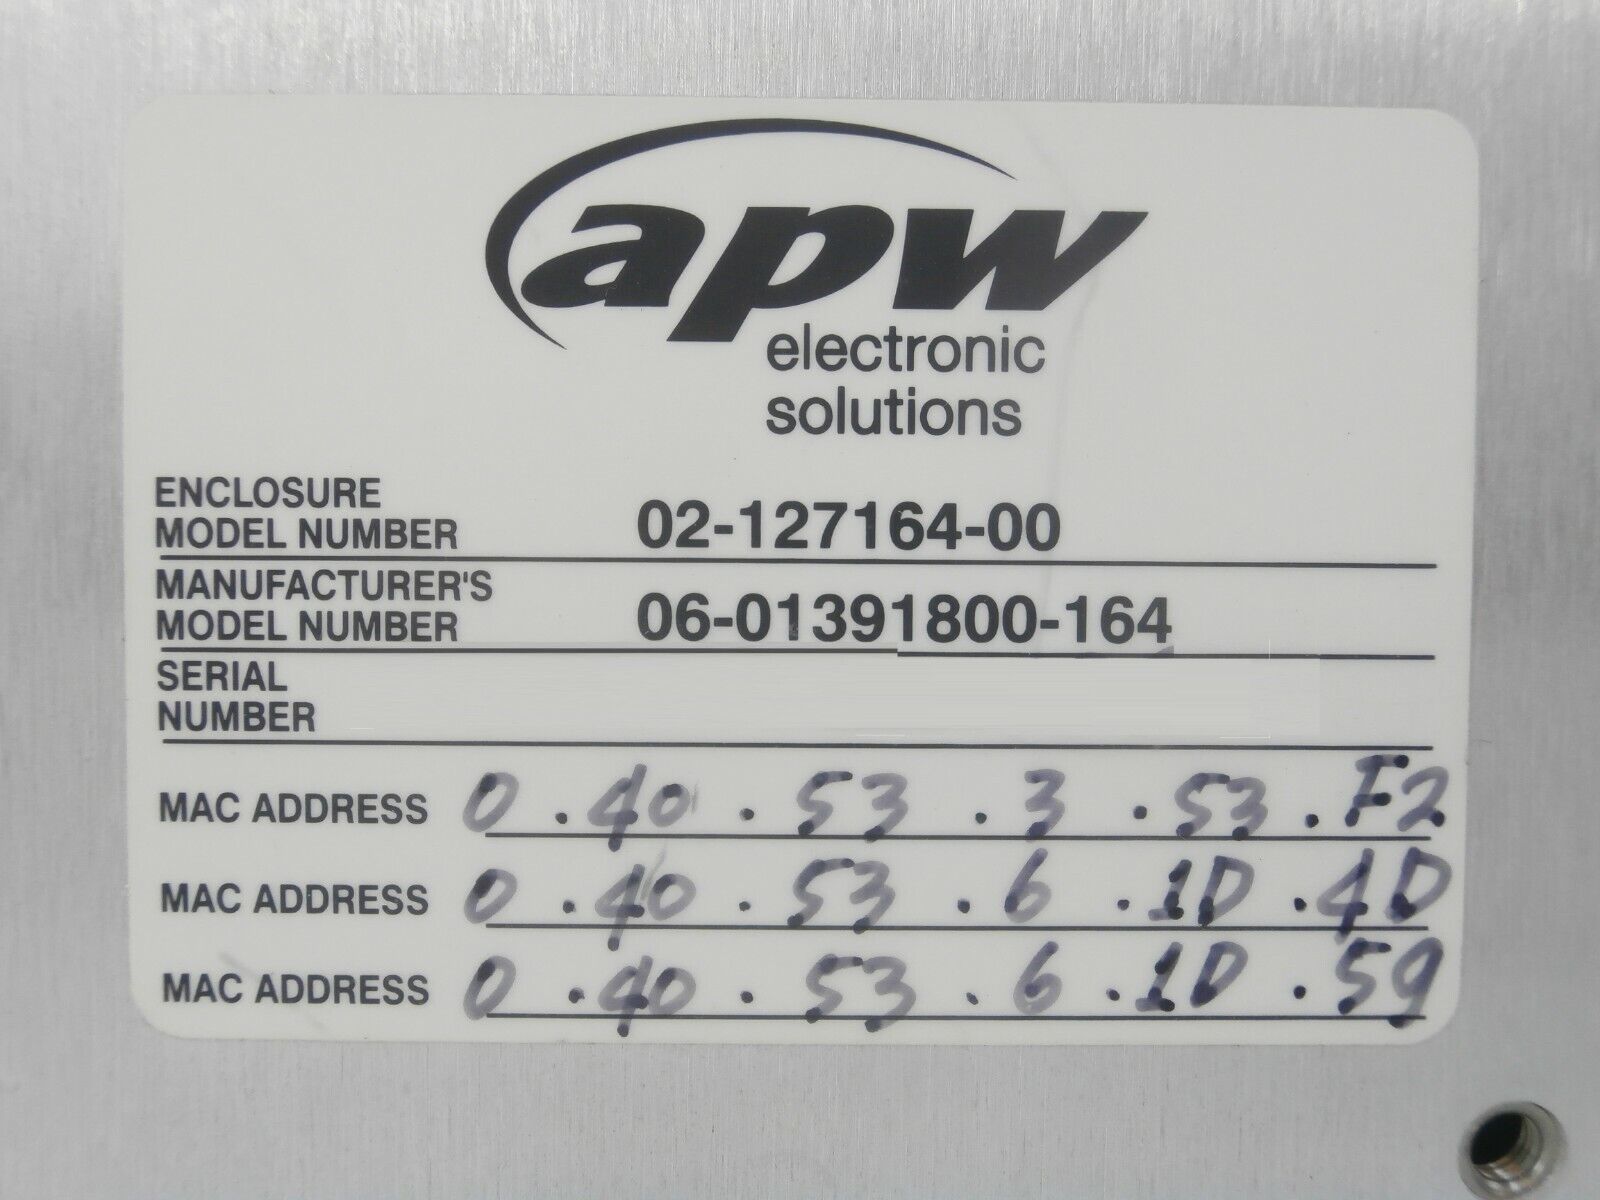 apw
electronic
solutions
ENCLOSURE
MODEL NUMBER 02-127164-00
MANUFACTURER'S
MODEL NUMBER 06-01391800-164
SERIAL
NUMBER
MAC ADDRESS 0 . 40 . 53 . 3 . 53 . F2
MAC ADDRESS 0 . 40 . 53 . 6 . 1D . 4D
MAC ADDRESS 0 . 40 . 53 . 6 . 1D . 59